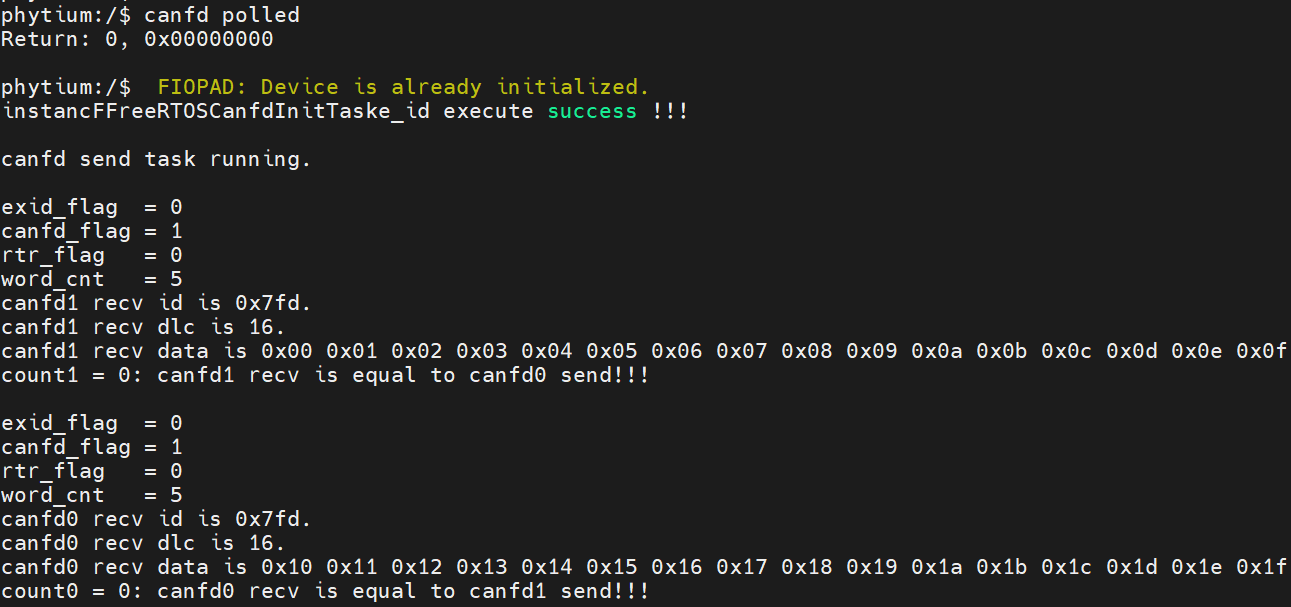 phytium:/$ canfd polled
Return: 0, 0x00000000
phytium:/$  FIOPAD: Device is already initialized.
instancFFreeRTOSCanfdInitTaske_id execute success !!!
canfd send task running.
exid_flag  = 0
canfd_flag = 1
rtr_flag   = 0
word_cnt   = 5
canfd1 recv id is 0x7fd.
canfd1 recv dlc is 16.
canfd1 recv data is 0x00 0x01 0x02 0x03 0x04 0x05 0x06 0x07 0x08 0x09 0x0a 0x0b 0x0c 0x0d 0x0e 0x0f
count1 = 0: canfd1 recv is equal to canfd0 send!!!
exid_flag  = 0
canfd_flag = 1
rtr_flag   = 0
word_cnt   = 5
canfd0 recv id is 0x7fd.
canfd0 recv dlc is 16.
canfd0 recv data is 0x10 0x11 0x12 0x13 0x14 0x15 0x16 0x17 0x18 0x19 0x1a 0x1b 0x1c 0x1d 0x1e 0x1f
count0 = 0: canfd0 recv is equal to canfd1 send!!!